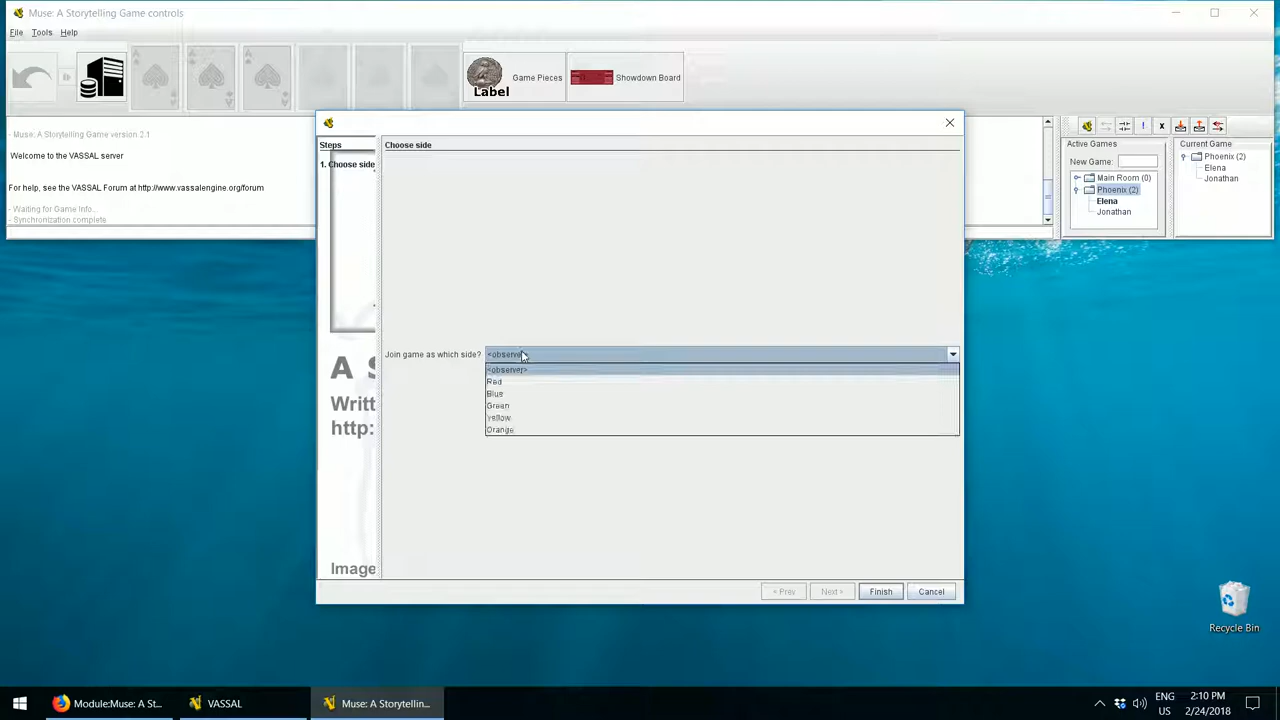 Muse: A Storytelling Game controls
File Tools Help
Label
Game Pieces
Showdown Board
- Muse: A Storytelling Game version 2.1
Welcome to the VASSAL server
For help, see the VASSAL Forum at http://www.vassalengine.org/forum
- Waiting for Game Info...
- Synchronization complete
Active Games
New Game:
Main Room (0)
Phoenix (2)
Elena
Jonathan
Current Game
Phoenix (2)
Elena
Jonathan
Steps
1. Choose side
A S
Writt
http:
Image
Choose side
Join game as which side?
<observer>
<observer>
Red
Blue
Green
Yellow
Orange
< Prev
Next >
Finish
Cancel
Recycle Bin
Module:Muse: A St...
VASSAL
Muse: A Storytellin...
ENG
US
2:10 PM
2/24/2018